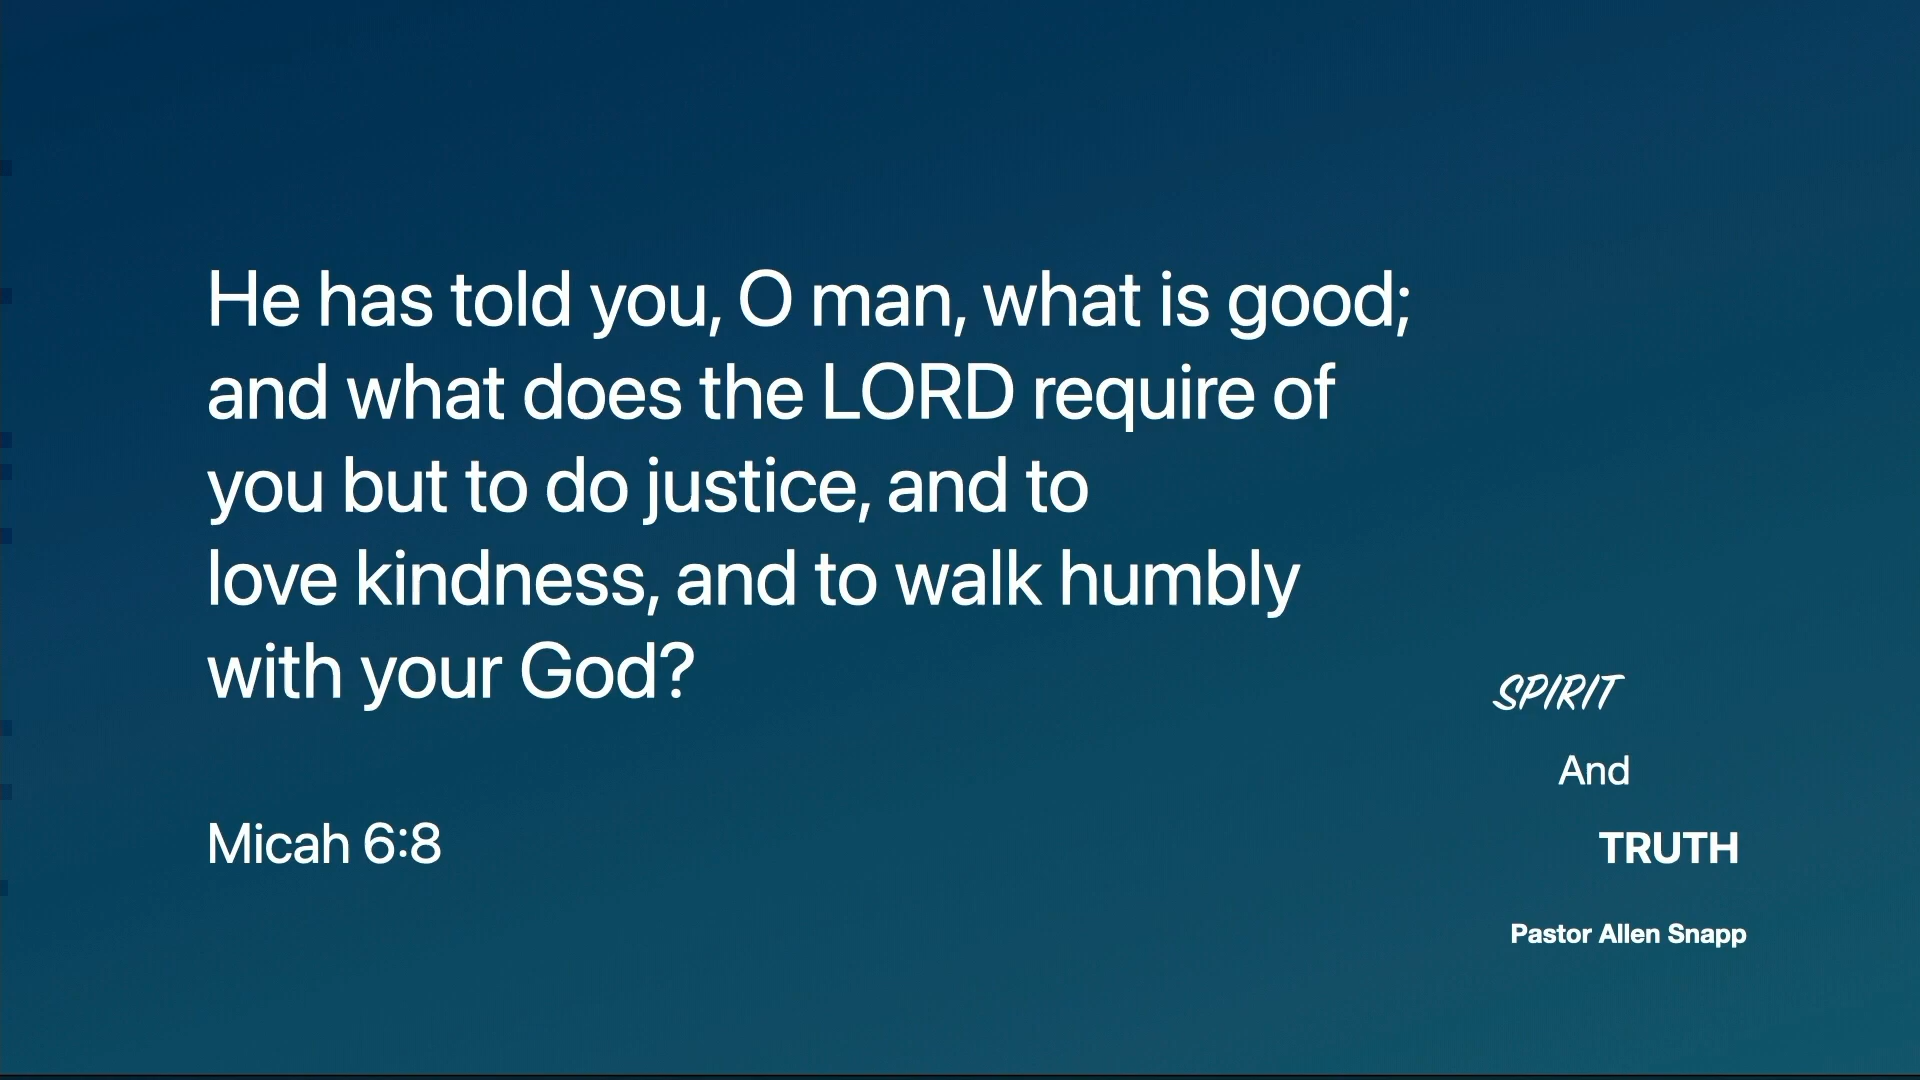 He has told you, O man, what is good;
and what does the LORD require of
you but to do justice, and to
love kindness, and to walk humbly
with your God?
Micah 6:8
SPIRIT
And
TRUTH
Pastor Allen Snapp